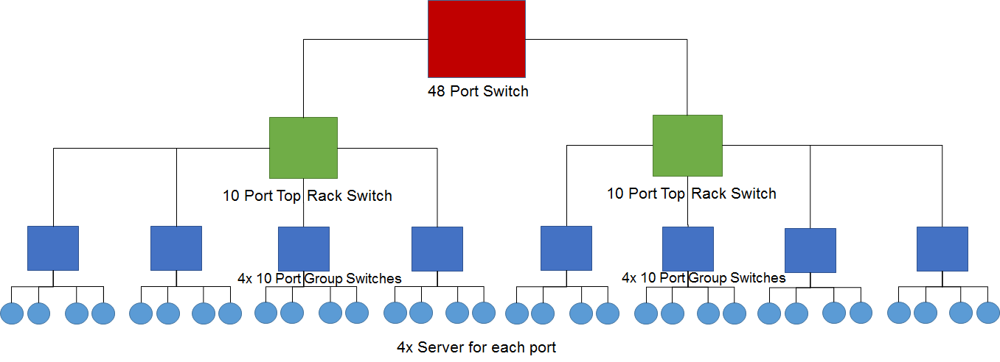 48 Port Switch
10 Port Top Rack Switch
10 Port Top Rack Switch
4x 10 Port Group Switches
4x 10 Port Group Switches
4x Server for each port